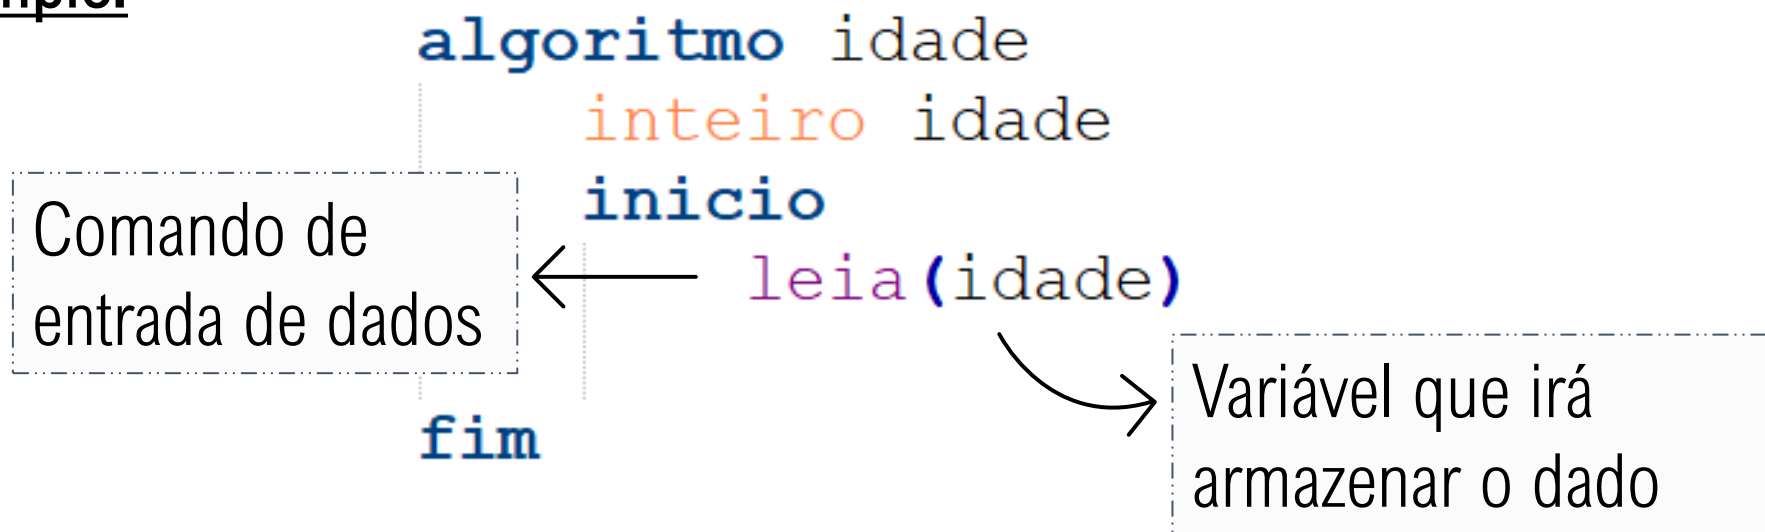 algoritmo idade
inteiro idade
inicio
Comando de
entrada de dados
leia(idade)
Variável que irá
armazenar o dado
fim